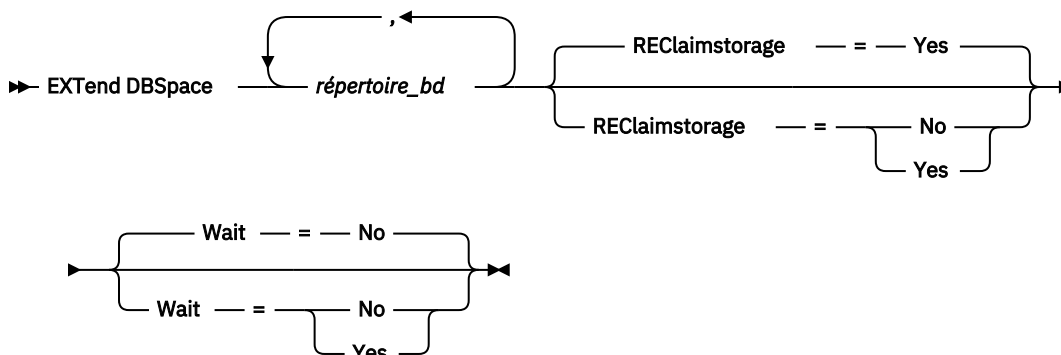 ,
REClaimstorage = Yes
EXTend DBSpace répertoire_bd
REClaimstorage = No
Yes
Wait = No
Wait = No
Yes